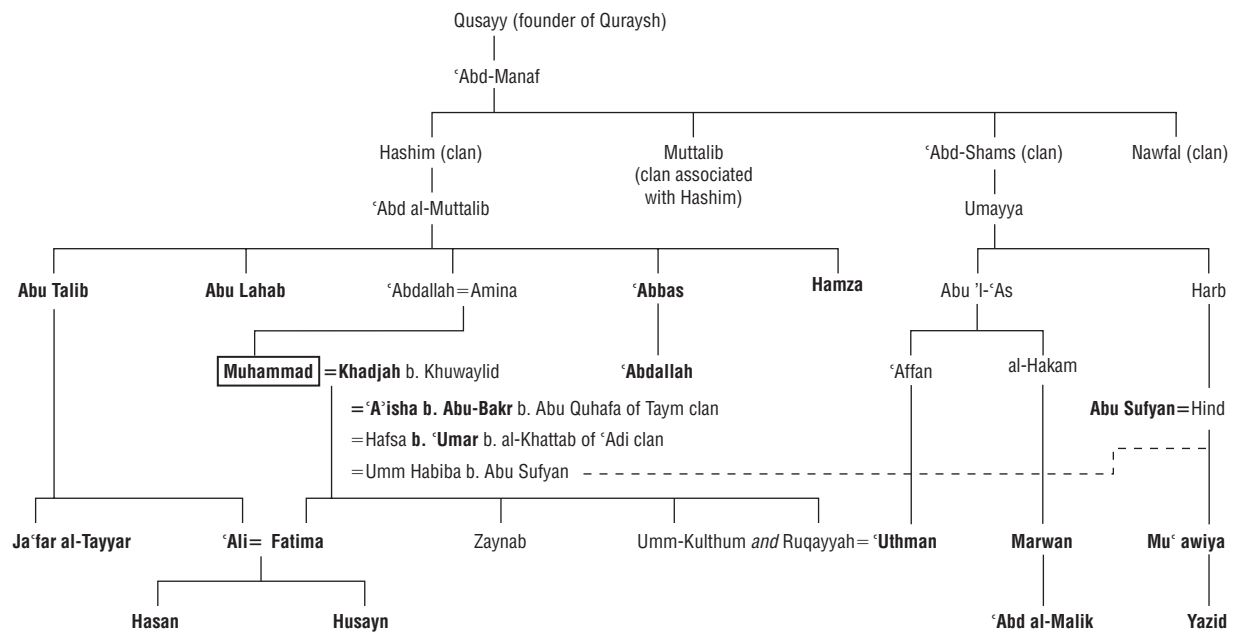 Qusayy (founder of Quraysh)
ʿAbd-Manaf
Hashim (clan)
Muttalib
(clan associated
with Hashim)
ʿAbd-Shams (clan)
Nawfal (clan)
ʿAbd al-Muttalib
Umayya
Abu Talib
Abu Lahab
ʿAbdallah=Amina
ʿAbbas
Hamza
Abu ’l-ʿAs
Harb
Muhammad =Khadjah b. Khuwaylid
ʿAbdallah
ʿAffan
al-Hakam
=ʿAʾisha b. Abu-Bakr b. Abu Quhafa of Taym clan
Abu Sufyan=Hind
=Hafsa b. ʿUmar b. al-Khattab of ʿAdi clan
=Umm Habiba b. Abu Sufyan
Jaʿfar al-Tayyar
ʿAli= Fatima
Zaynab
Umm-Kulthum and Ruqayyah= ʿUthman
Marwan
Muʿ awiya
Hasan
Husayn
ʿAbd al-Malik
Yazid